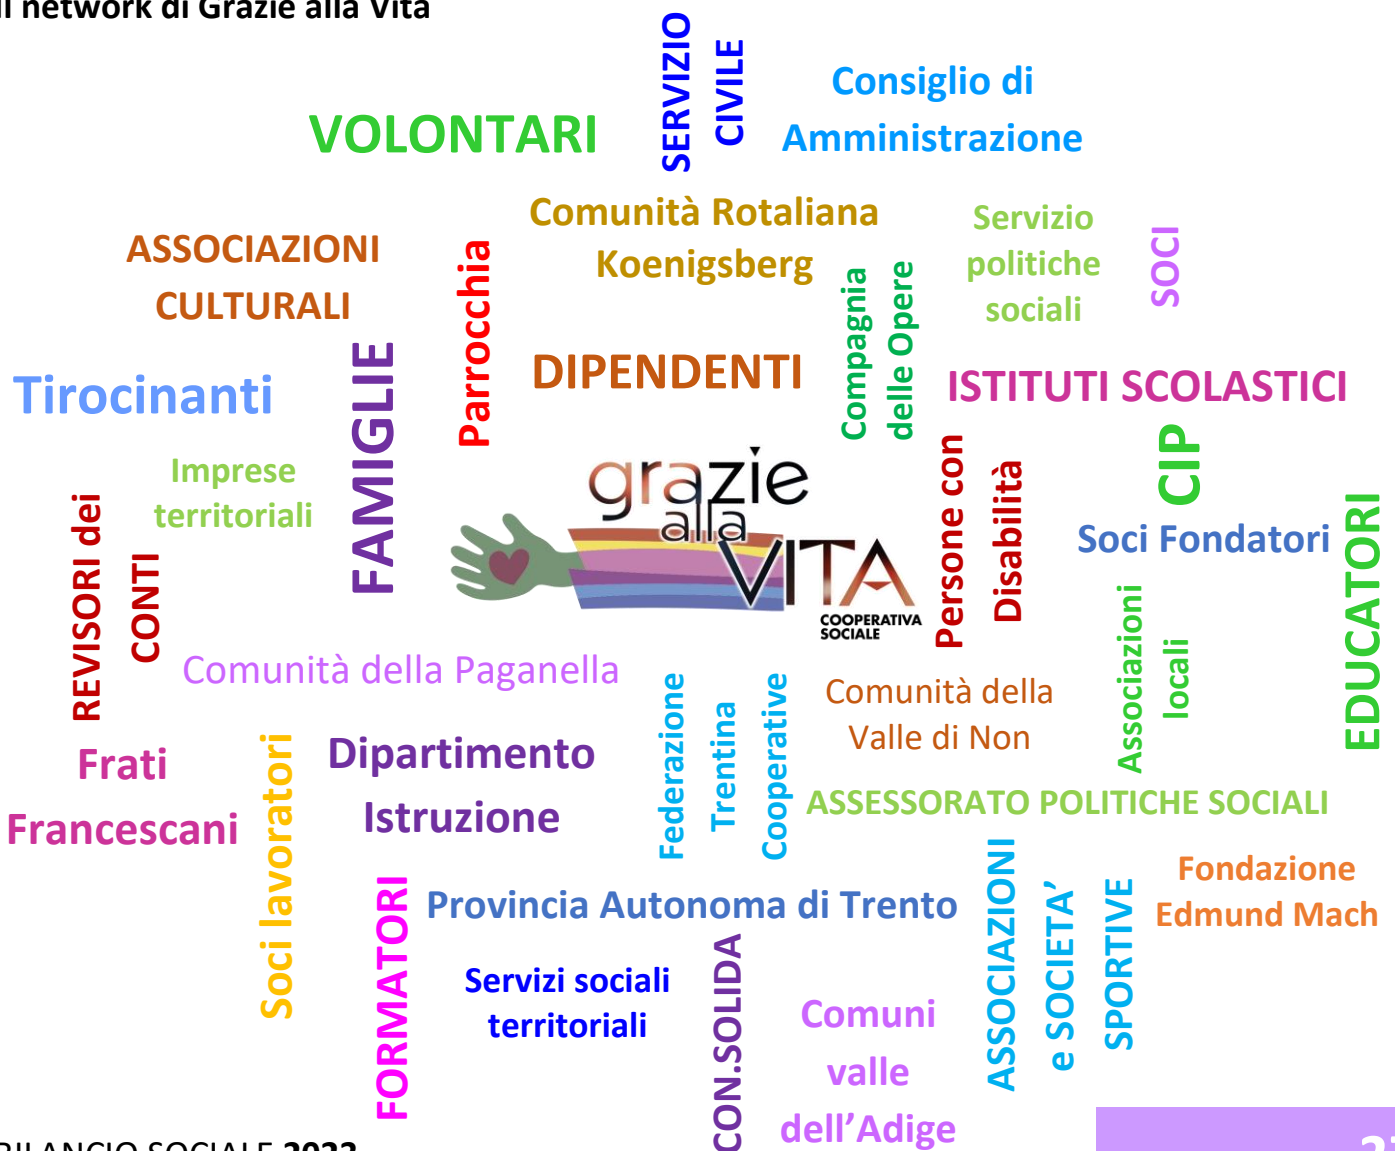 Il network di Grazie alla Vita
SERVIZIO
CIVILE
Consiglio di
Amministrazione
VOLONTARI
Comunità Rotaliana
Koenigsberg
Servizio
politiche
sociali
SOCI
ASSOCIAZIONI
CULTURALI
Parrocchia
Compagnia
delle Opere
Tirocinanti
FAMIGLIE
DIPENDENTI
ISTITUTI SCOLASTICI
CIP
Imprese
territoriali
grazie
alla
VITA
COOPERATIVA
SOCIALE
Persone con
Disabilità
Soci Fondatori
EDUCATORI
REVISORI dei
CONTI
Comunità della Paganella
Associazioni
locali
Comunità della
Valle di Non
Federazione
Trentina
Cooperative
Frati
Francescani
Soci lavoratori
Dipartimento
Istruzione
ASSESSORATO POLITICHE SOCIALI
Fondazione
Edmund Mach
FORMATORI
Provincia Autonoma di Trento
ASSOCIAZIONI
e SOCIETA’
SPORTIVE
Servizi sociali
territoriali
CON.SOLIDA
Comuni
valle
dell’Adige
BILANCIO SOCIALE